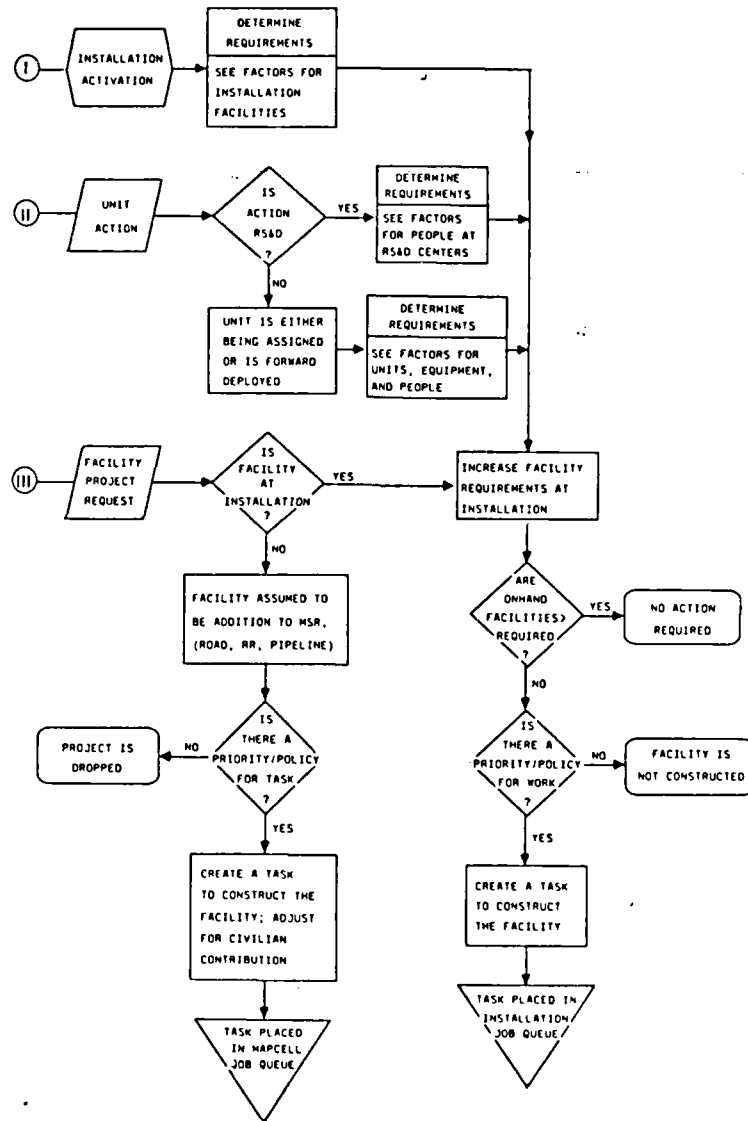 I
INSTALLATION
ACTIVATION
DETERMINE
REQUIREMENTS
SEE FACTORS FOR
INSTALLATION
FACILITIES
II
UNIT
ACTION
IS
ACTION
RS&D
?
YES
NO
DETERMINE
REQUIREMENTS
SEE FACTORS
FOR PEOPLE AT
RS&D CENTERS
UNIT IS EITHER
BEING ASSIGNED
OR IS FORWARD
DEPLOYED
DETERMINE
REQUIREMENTS
SEE FACTORS FOR
UNITS, EQUIPMENT,
AND PEOPLE
III
FACILITY
PROJECT
REQUEST
IS
FACILITY
AT
INSTALLATION
?
YES
NO
INCREASE FACILITY
REQUIREMENTS AT
INSTALLATION
FACILITY ASSUMED TO
BE ADDITION TO MSR,
(ROAD, RR, PIPELINE)
ARE
ONHAND
FACILITIES>
REQUIRED
?
YES
NO
NO ACTION
REQUIRED
IS
THERE A
PRIORITY/POLICY
FOR TASK
?
NO
YES
PROJECT IS
DROPPED
IS
THERE A
PRIORITY/POLICY
FOR WORK
?
NO
YES
FACILITY IS
NOT CONSTRUCTED
CREATE A TASK
TO CONSTRUCT THE
FACILITY; ADJUST
FOR CIVILIAN
CONTRIBUTION
CREATE A TASK
TO CONSTRUCT
THE FACILITY
TASK PLACED
IN MAPCELL
JOB QUEUE
TASK PLACED IN
INSTALLATION
JOB QUEUE